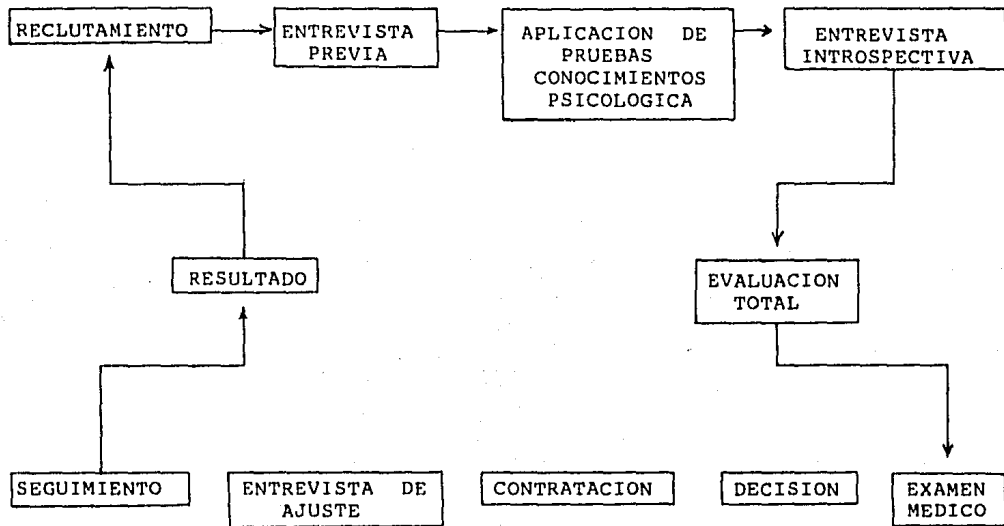 RECLUTAMIENTO
ENTREVISTA
PREVIA
APLICACION DE
PRUEBAS
CONOCIMIENTOS
PSICOLOGICA
ENTREVISTA
INTROSPECTIVA
RESULTADO
EVALUACION
TOTAL
SEGUIMIENTO
ENTREVISTA DE
AJUSTE
CONTRATACION
DECISION
EXAMEN
MEDICO